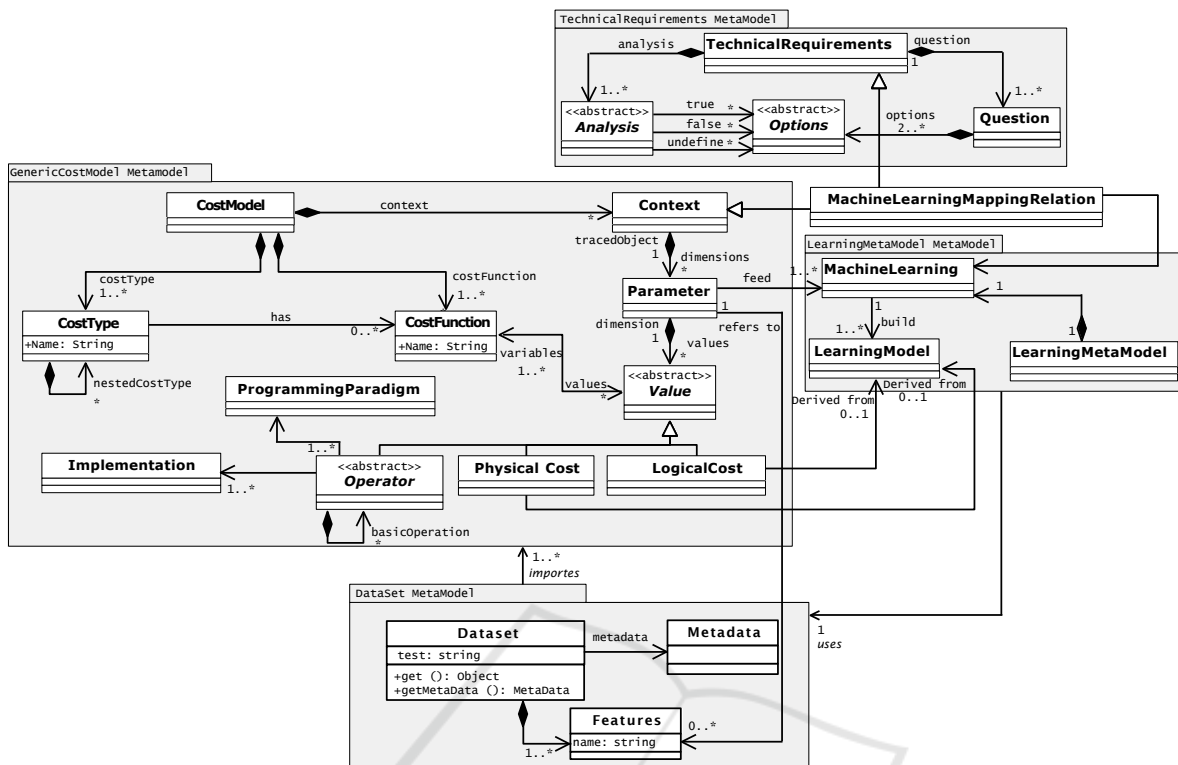 TechnicalRequirements MetaModel
analysis
TechnicalRequirements
question
1
1..*
1..*
<<abstract>>
Analysis
true *
false *
undefine *
<<abstract>>
Options
options
2..*
Question
GenericCostModel Metamodel
CostModel
context
*
Context
MachineLearningMappingRelation
tracedObject
1
dimensions
*
LearningMetaModel MetaModel
costType
1..*
costFunction
1..*
Parameter
feed
1..*
MachineLearning
CostType
+Name: String
has
0..*
CostFunction
+Name: String
dimension
1
1
refers to
values
*
1
1..*
build
1
1
LearningModel
LearningMetaModel
nestedCostType
*
variables
1..*
values
*
<<abstract>>
Value
Derived from
0..1
Derived from
0..1
ProgrammingParadigm
1..*
Implementation
1..*
<<abstract>>
Operator
Physical Cost
LogicalCost
basicOperation
*
1..*
importes
DataSet MetaModel
1
uses
Dataset
test: string
+get (): Object
+getMetaData (): MetaData
metadata
Metadata
Features
name: string
1..*
0..*